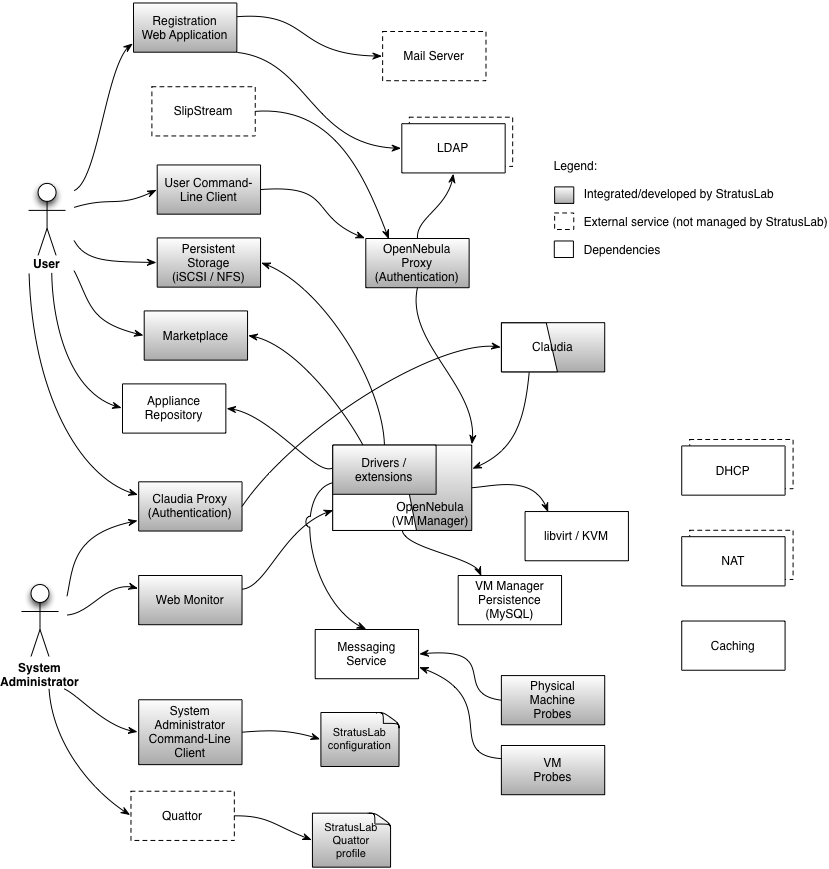 Registration
Web Application
Mail Server
SlipStream
LDAP
Legend:
Integrated/developed by StratusLab
External service (not managed by StratusLab)
Dependencies
User Command-
Line Client
User
Persistent
Storage
(iSCSI / NFS)
OpenNebula
Proxy
(Authentication)
Marketplace
Claudia
Appliance
Repository
Drivers /
extensions
OpenNebula
(VM Manager)
DHCP
Claudia Proxy
(Authentication)
libvirt / KVM
NAT
Web Monitor
VM Manager
Persistence
(MySQL)
System
Administrator
Messaging
Service
Caching
Physical
Machine
Probes
System
Administrator
Command-Line
Client
StratusLab
configuration
VM
Probes
Quattor
StratusLab
Quattor
profile